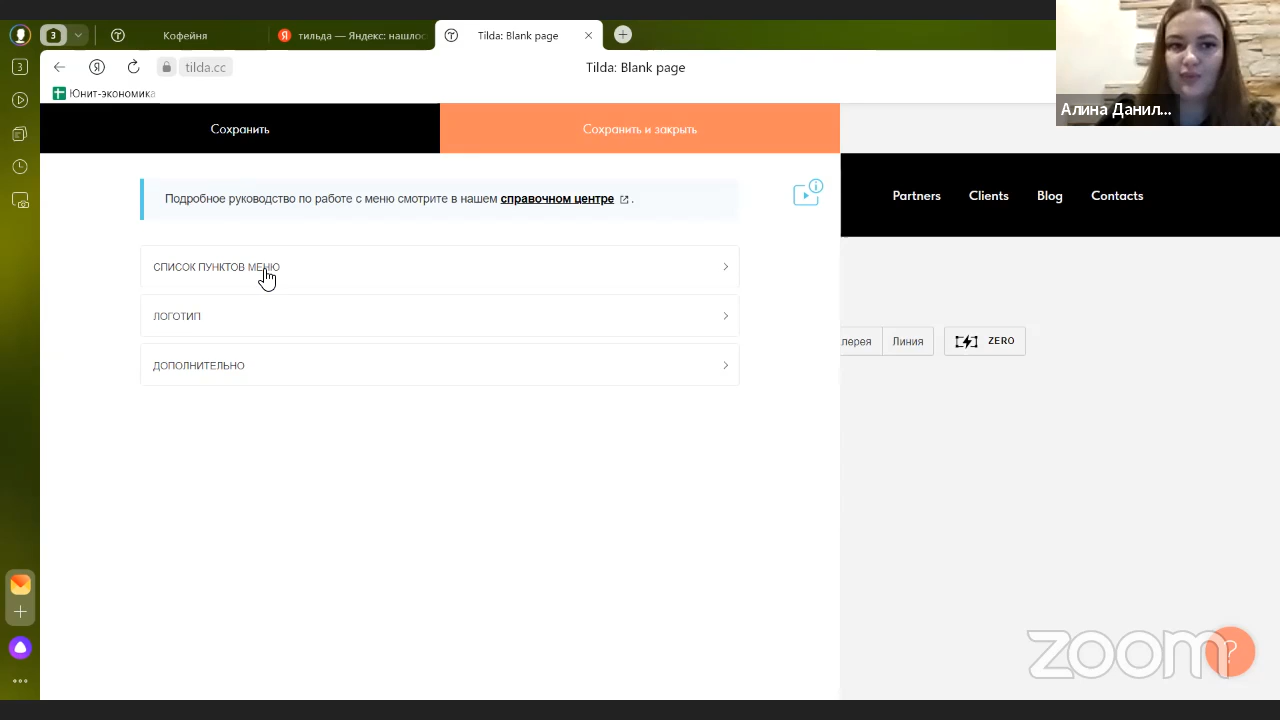 3
Кофейня
тильда — Яндекс: нашлос
Tilda: Blank page
3
tilda.cc
Tilda: Blank page
Юнит-экономика
Алина Данил...
Сохранить
Сохранить и закрыть
Подробное руководство по работе с меню смотрите в нашем справочном центре .
Partners
Clients
Blog
Contacts
СПИСОК ПУНКТОВ МЕНЮ
ЛОГОТИП
лерея
Линия
ZERO
ДОПОЛНИТЕЛЬНО
zoom
?